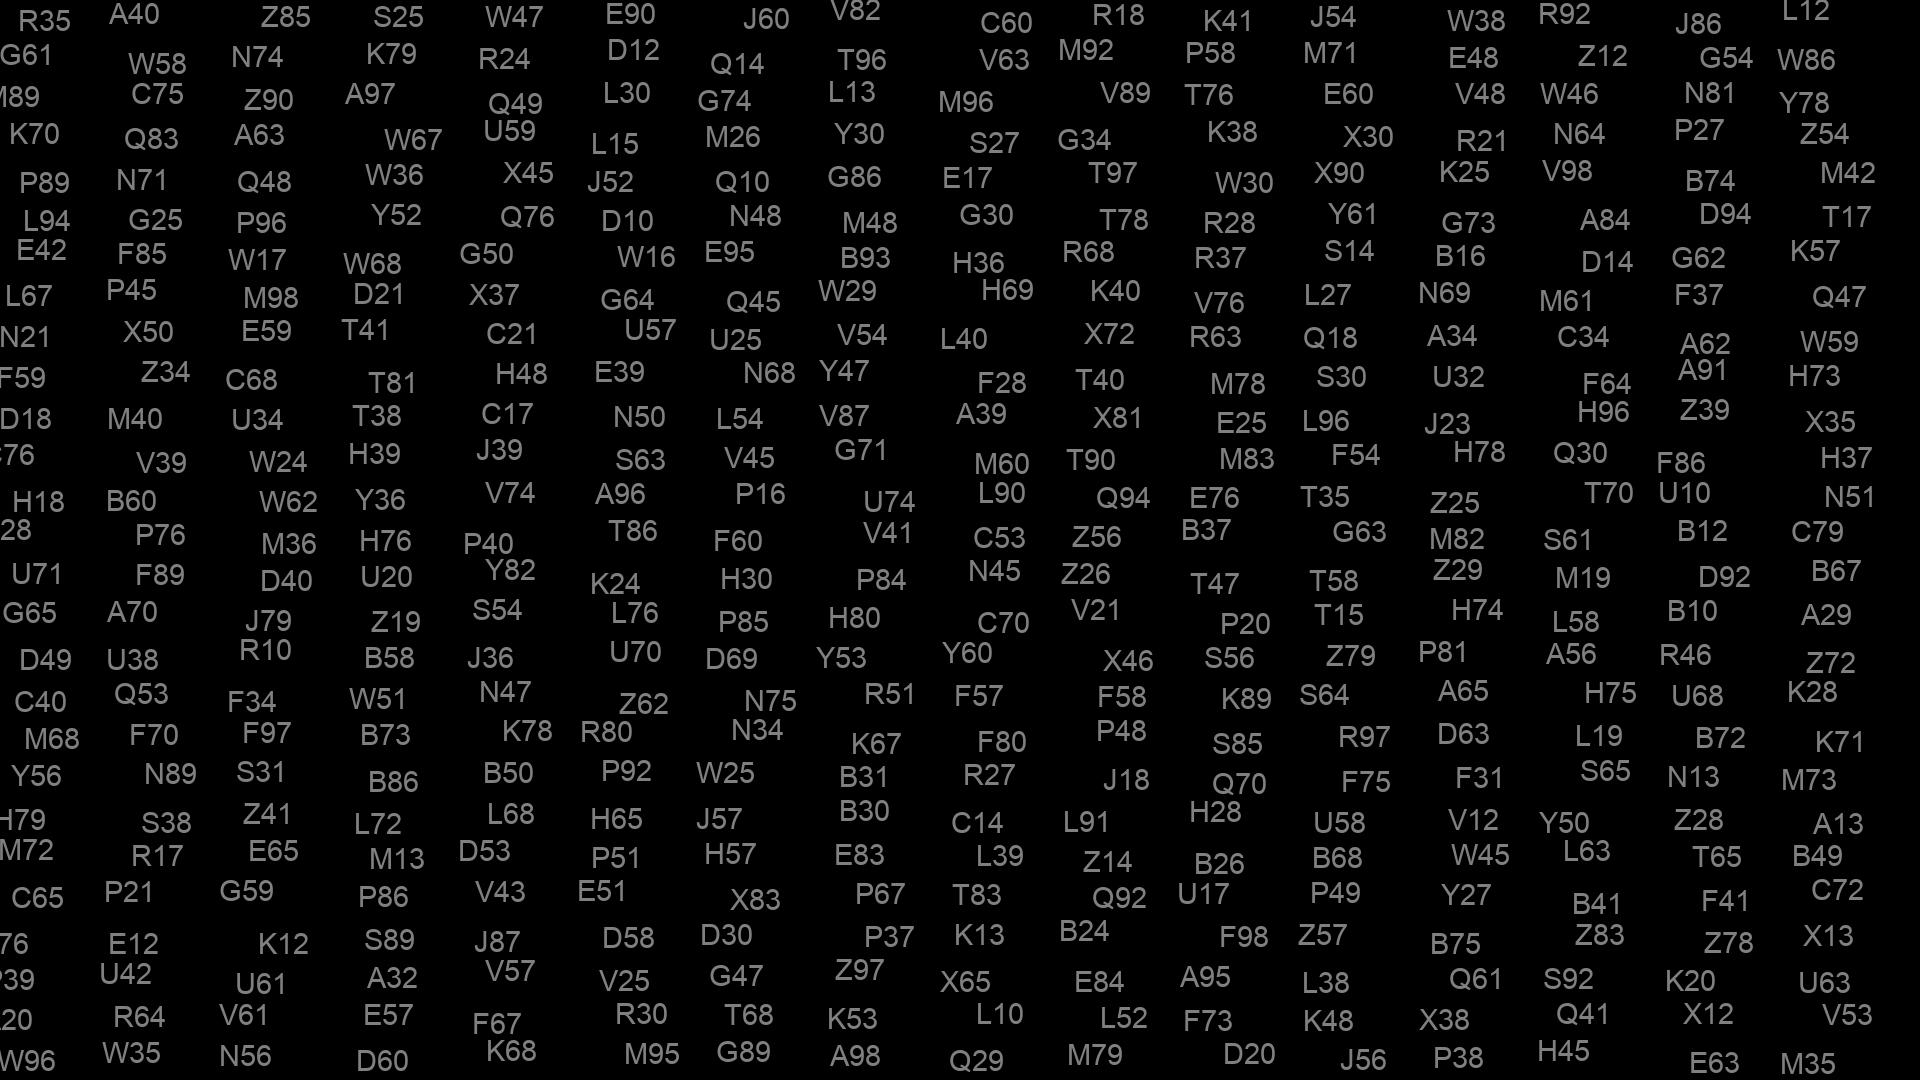 R35 A40 Z85 S25 W47 E90 J60 V82 C60 R18 K41 J54 W38 R92 J86 L12
G61 W58 N74 K79 R24 D12 Q14 T96 V63 M92 P58 M71 E48 Z12 G54 W86
M89 C75 Z90 A97 Q49 L30 G74 L13 M96 V89 T76 E60 V48 W46 N81 Y78
K70 Q83 A63 W67 U59 L15 M26 Y30 S27 G34 K38 X30 R21 N64 P27 Z54
P89 N71 Q48 W36 X45 J52 Q10 G86 E17 T97 W30 X90 K25 V98 B74 M42
L94 G25 P96 Y52 Q76 D10 N48 M48 G30 T78 R28 Y61 G73 A84 D94 T17
E42 F85 W17 W68 G50 W16 E95 B93 H36 R68 R37 S14 B16 D14 G62 K57
L67 P45 M98 D21 X37 G64 Q45 W29 H69 K40 V76 L27 N69 M61 F37 Q47
N21 X50 E59 T41 C21 U57 U25 V54 L40 X72 R63 Q18 A34 C34 A62 W59
F59 Z34 C68 T81 H48 E39 N68 Y47 F28 T40 M78 S30 U32 F64 A91 H73
D18 M40 U34 T38 C17 N50 L54 V87 A39 X81 E25 L96 J23 H96 Z39 X35
76 V39 W24 H39 J39 S63 V45 G71 M60 T90 M83 F54 H78 Q30 F86 H37
H18 B60 W62 Y36 V74 A96 P16 U74 L90 Q94 E76 T35 Z25 T70 U10 N51
28 P76 M36 H76 P40 T86 F60 V41 C53 Z56 B37 G63 M82 S61 B12 C79
U71 F89 D40 U20 Y82 K24 H30 P84 N45 Z26 T47 T58 Z29 M19 D92 B67
G65 A70 J79 Z19 S54 L76 P85 H80 C70 V21 P20 T15 H74 L58 B10 A29
D49 U38 R10 B58 J36 U70 D69 Y53 Y60 X46 S56 Z79 P81 A56 R46 Z72
C40 Q53 F34 W51 N47 Z62 N75 R51 F57 F58 K89 S64 A65 H75 U68 K28
M68 F70 F97 B73 K78 R80 N34 K67 F80 P48 S85 R97 D63 L19 B72 K71
Y56 N89 S31 B86 B50 P92 W25 B31 R27 J18 Q70 F75 F31 S65 N13 M73
H79 S38 Z41 L72 L68 H65 J57 B30 C14 L91 H28 U58 V12 Y50 Z28 A13
M72 R17 E65 M13 D53 P51 H57 E83 L39 Z14 B26 B68 W45 L63 T65 B49
C65 P21 G59 P86 V43 E51 X83 P67 T83 Q92 U17 P49 Y27 B41 F41 C72
76 E12 K12 S89 J87 D58 D30 P37 K13 B24 F98 Z57 B75 Z83 Z78 X13
39 U42 U61 A32 V57 V25 G47 Z97 X65 E84 A95 L38 Q61 S92 K20 U63
20 R64 V61 E57 F67 R30 T68 K53 L10 L52 F73 K48 X38 Q41 X12 V53
W96 W35 N56 D60 K68 M95 G89 A98 Q29 M79 D20 J56 P38 H45 E63 M35